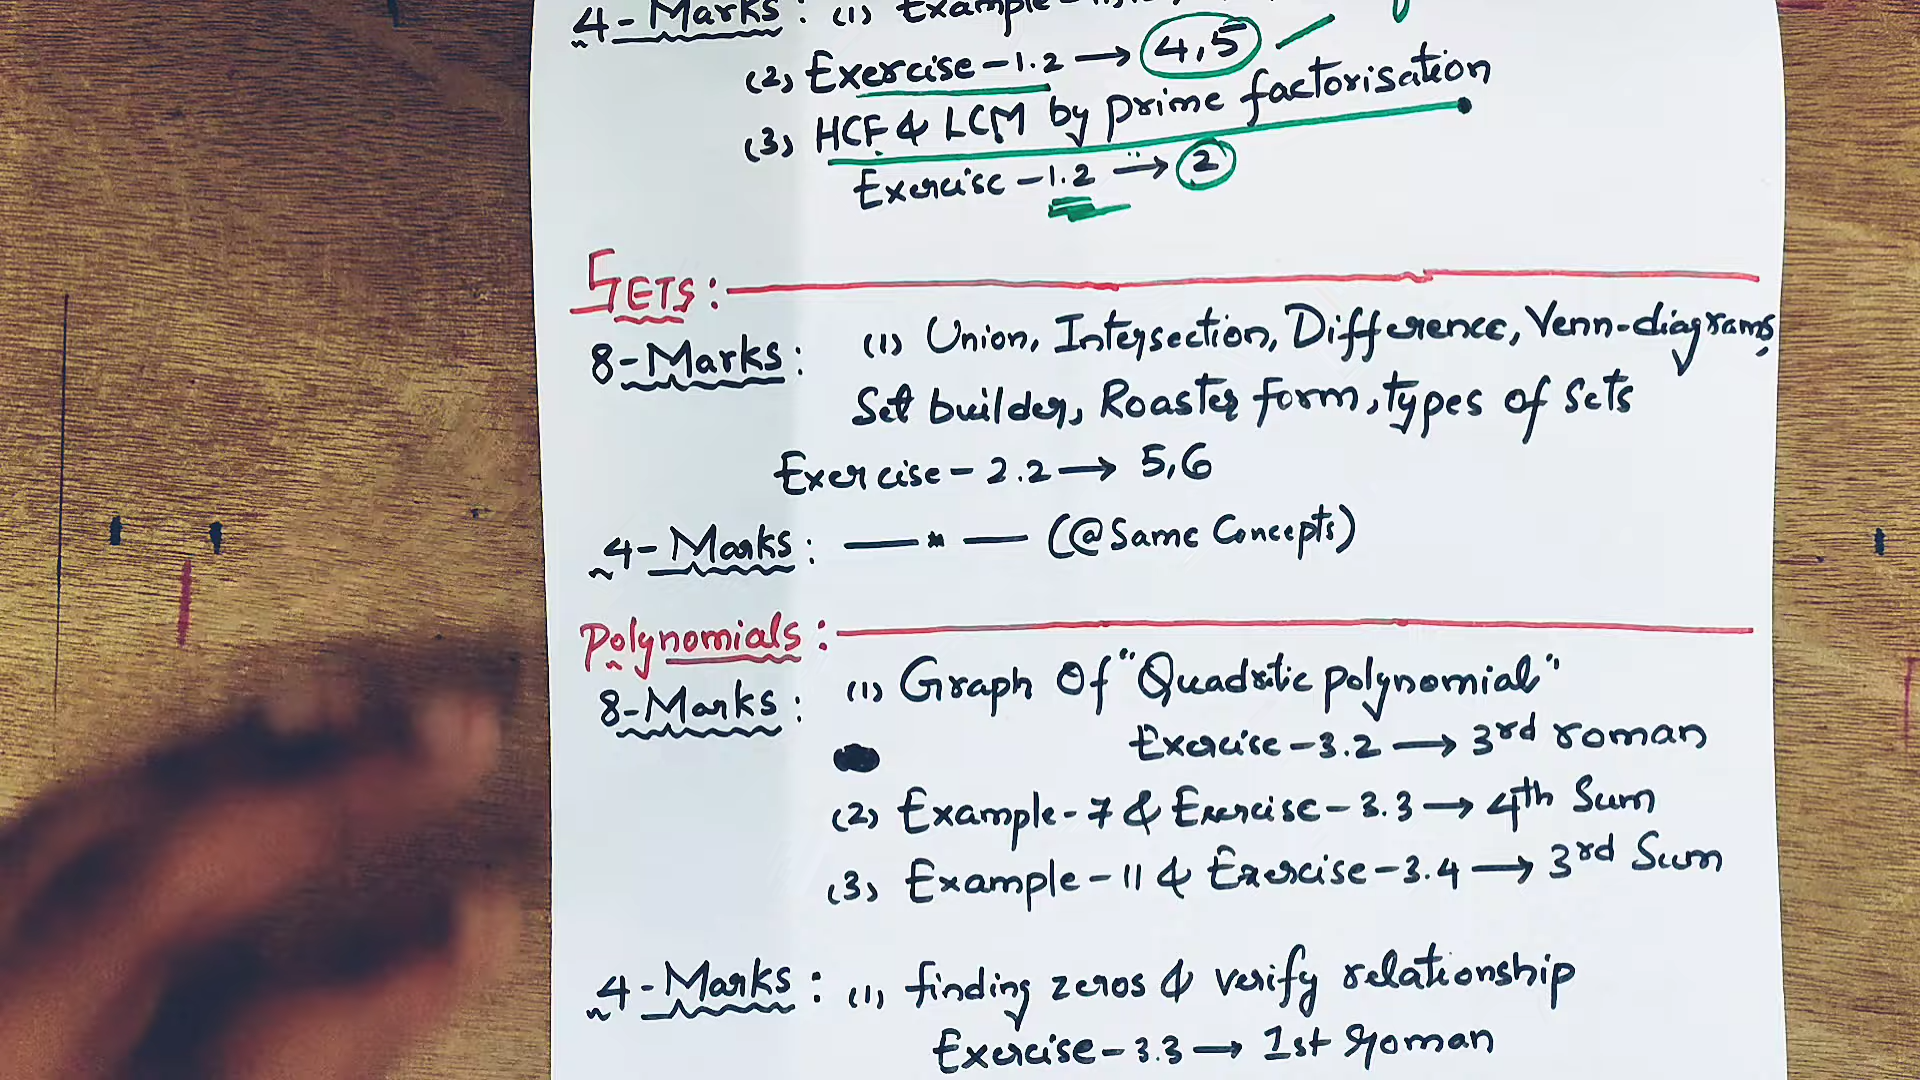 4-Marks: (1) Example
(2) Exercise-1.2 → 4,5
(3) HCF & LCM by prime factorisation
Exercise-1.2 → 2
SETS:
8-Marks: (1) Union, Intersection, Difference, Venn-diagrams,
Set builder, Roaster form, types of sets
Exercise-2.2 → 5,6
4-Marks: (@Same Concepts)
Polynomials:
8-Marks: (1) Graph Of "Quadratic polynomial"
Exercise-3.2 → 3rd roman
(2) Example-7 & Exercise-3.3 → 4th Sum
(3) Example-11 & Exercise-3.4 → 3rd Sum
4-Marks: (1) finding zeros & verify relationship
Exercise-3.3 → 1st roman